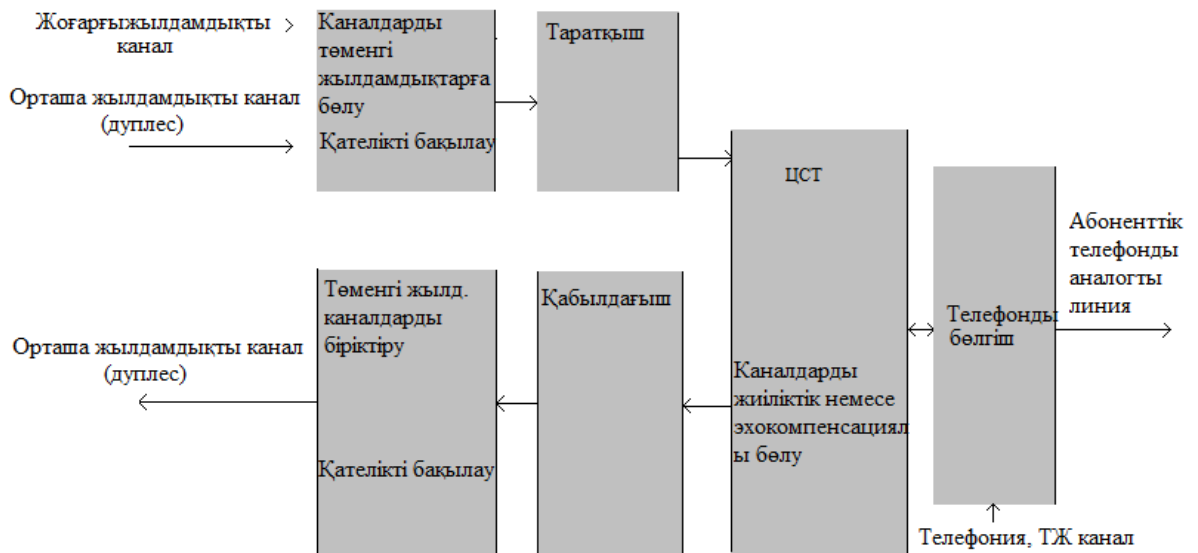 Жоғарғыжылдамдықты
канал
Орташа жылдамдықты канал
(дуплес)
Каналдарды
төменгі
жылдамдықтарға
бөлу
Қателікті бақылау
Таратқыш
ЦСТ
Каналдарды
жиіліктік немесе
эхокомпенсациял
ы бөлу
Төменгі жылд.
каналдарды
біріктіру
Қателікті бақылау
Қабылдағыш
Орташа жылдамдықты канал
(дуплес)
Телефонды
бөлгіш
Абоненттік
телефонды
аналогты
линия
Телефония, ТЖ канал